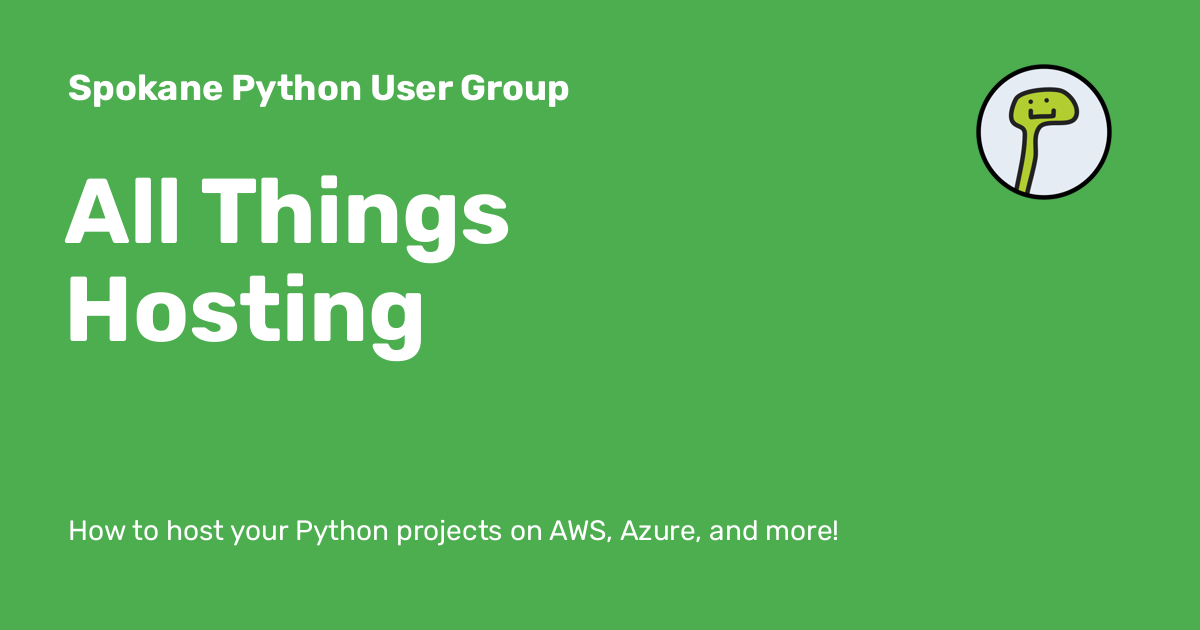 Spokane Python User Group
All Things
Hosting
How to host your Python projects on AWS, Azure, and more!